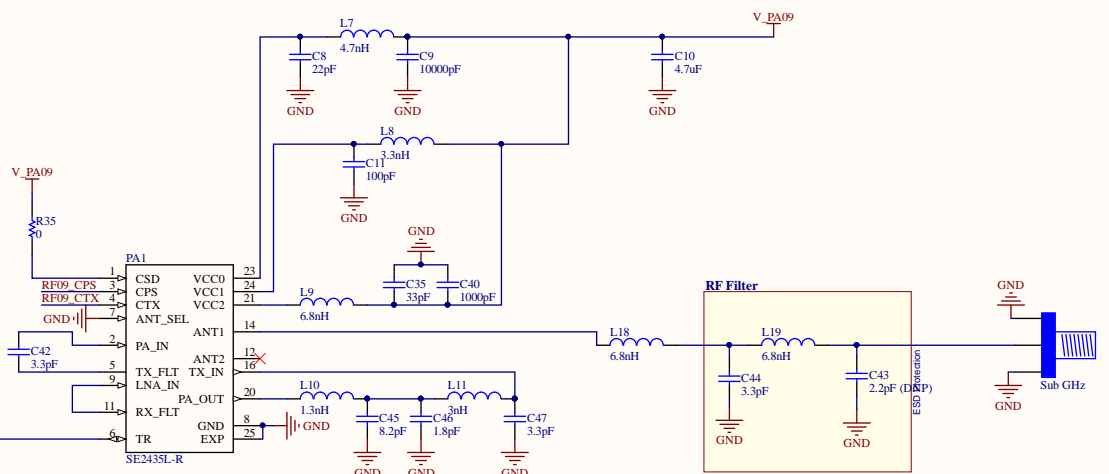 V_PA09
L7
4.7nH
C8
22pF
C9
10000pF
C10
4.7uF
GND
GND
GND
L8
3.3nH
C11
100pF
GND
V_PA09
R35
0
GND
PA1
1 CSD VCC0 23
RF09_CPS 3 CPS VCC1 24
RF09_CTX 4 CTX VCC2 21
GND 7 ANT_SEL
ANT1 14
2 PA_IN
ANT2 12
5 TX_FLT TX_IN 16
9 LNA_IN
PA_OUT 20
11 RX_FLT
GND 8
EXP 25
6 TR
SE2435L-R
C42
3.3pF
L9
6.8nH
C35
33pF
C40
1000pF
L10
1.3nH
L11
3nH
GND
C45
8.2pF
C46
1.8pF
C47
3.3pF
GND
GND
GND
L18
6.8nH
RF Filter
L19
6.8nH
C44
3.3pF
C43
2.2pF (DNP)
ESD Protection
GND
GND
GND
GND
Sub GHz